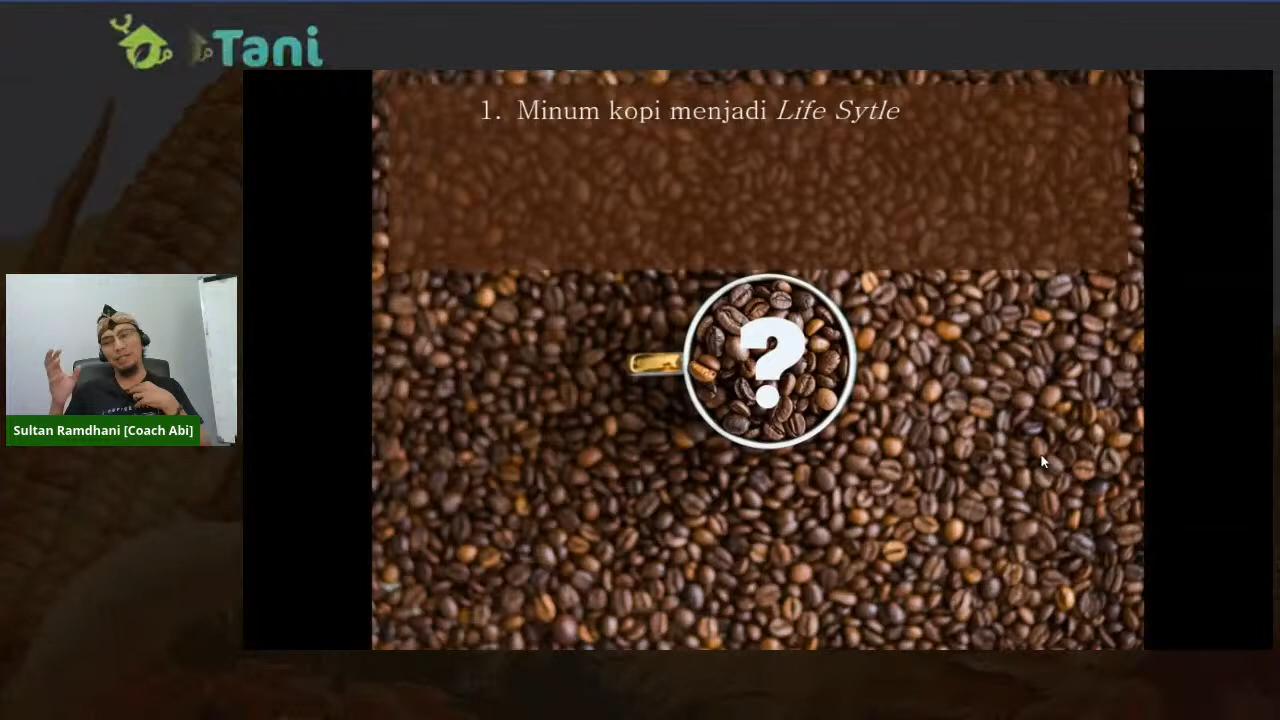 Tani
1. Minum kopi menjadi Life Sytle
?
Sultan Ramdhani [Coach Abi]